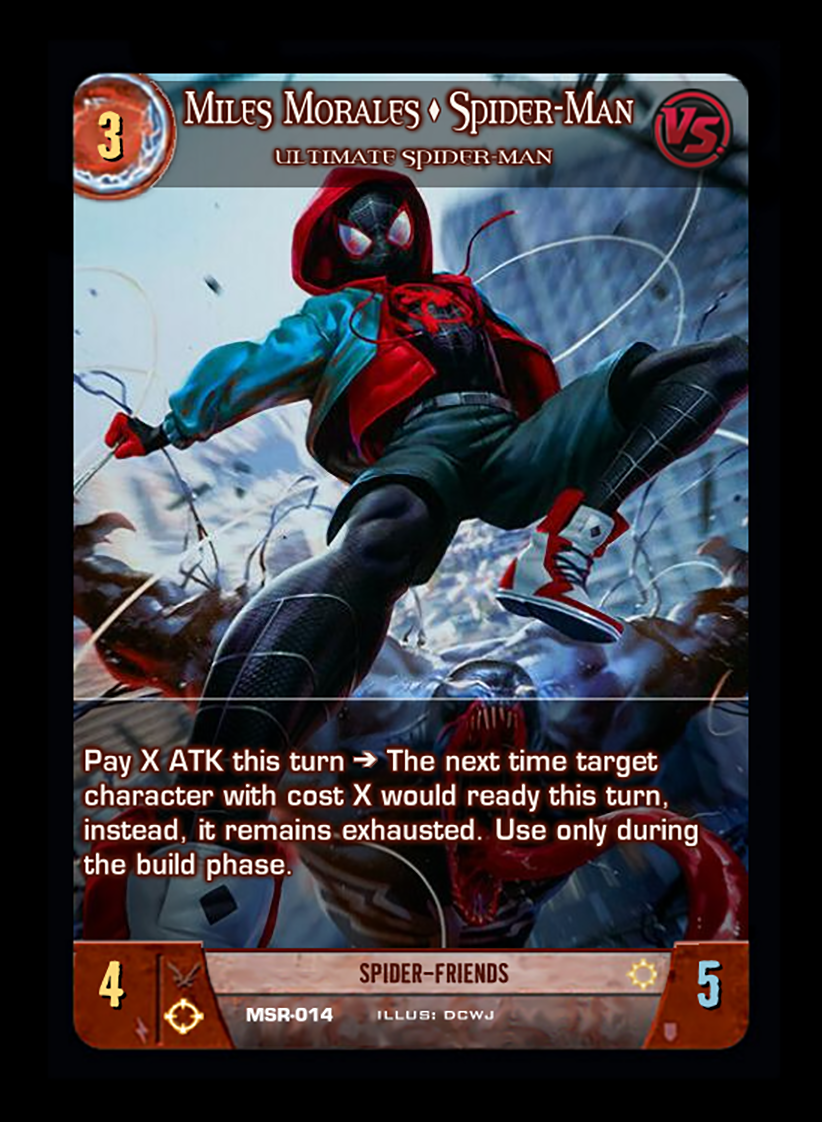 3
Miles Morales ♦ Spider-Man
VS.
Ultimate Spider-Man
Pay X ATK this turn → The next time target
character with cost X would ready this turn,
instead, it remains exhausted. Use only during
the build phase.
4
SPIDER-FRIENDS
5
MSR-014 ILLUS: DCWJ